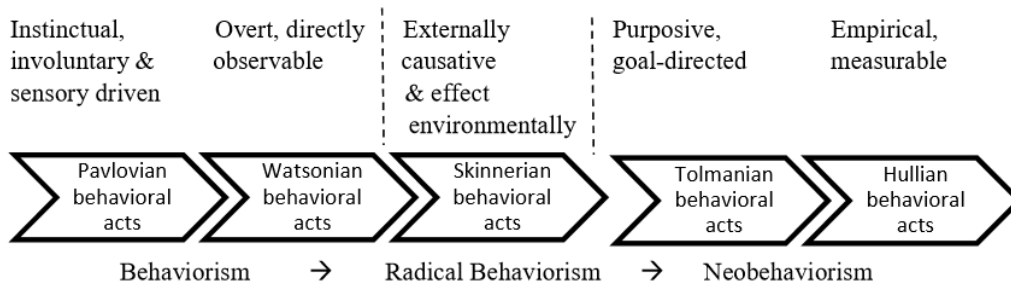 Instinctual,
involuntary &
sensory driven
Overt, directly
observable
Externally
causative
& effect
environmentally
Purposive,
goal-directed
Empirical,
measurable
Pavlovian
behavioral
acts
Watsonian
behavioral
acts
Skinnerian
behavioral
acts
Tolmanian
behavioral
acts
Hullian
behavioral
acts
Behaviorism → Radical Behaviorism → Neobehaviorism